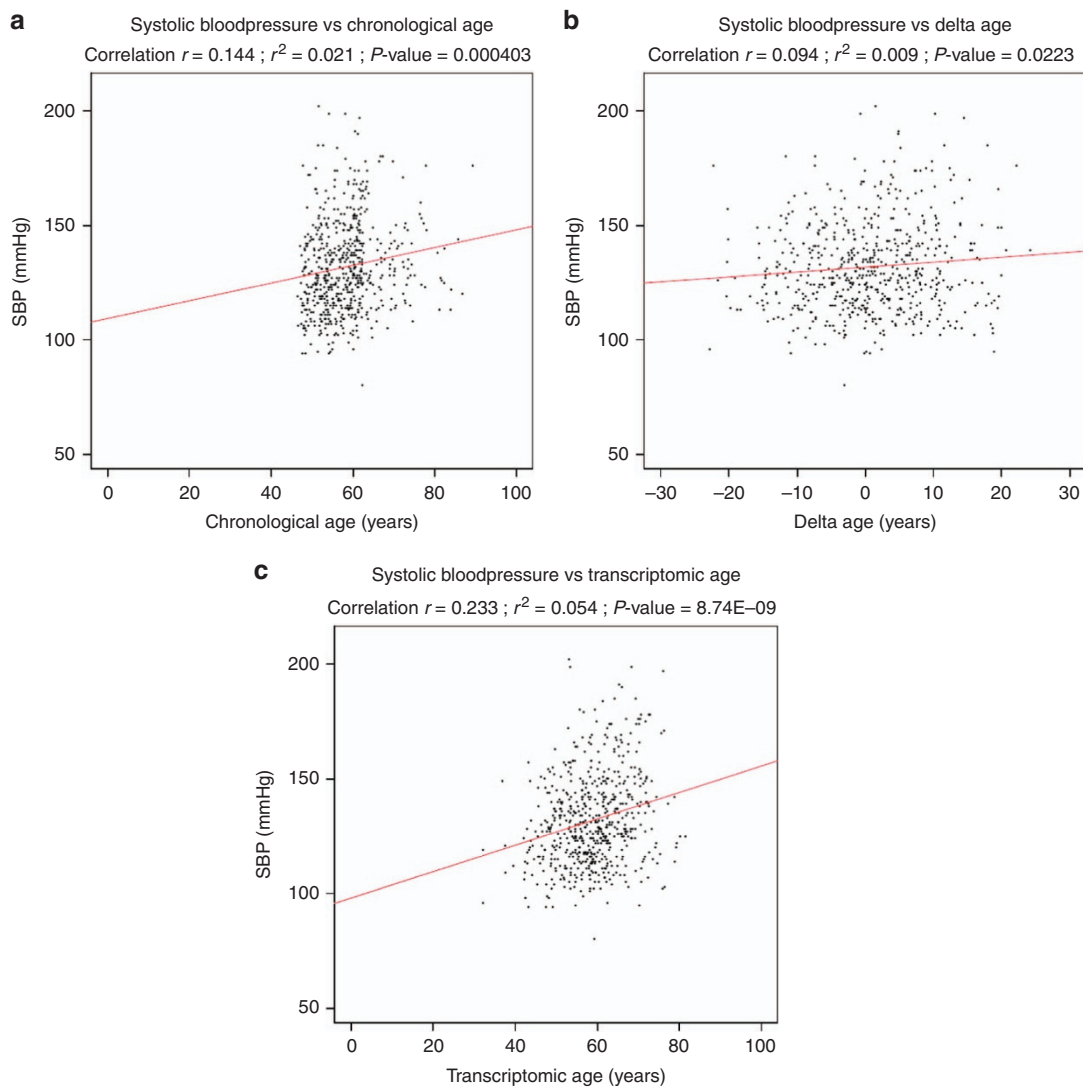 a
Systolic bloodpressure vs chronological age
Correlation r = 0.144 ; r² = 0.021 ; P-value = 0.000403
200
150
100
50
SBP (mmHg)
0 20 40 60 80 100
Chronological age (years)
b
Systolic bloodpressure vs delta age
Correlation r = 0.094 ; r² = 0.009 ; P-value = 0.0223
200
150
100
50
SBP (mmHg)
−30 −20 −10 0 10 20 30
Delta age (years)
c
Systolic bloodpressure vs transcriptomic age
Correlation r = 0.233 ; r² = 0.054 ; P-value = 8.74E–09
200
150
100
50
SBP (mmHg)
0 20 40 60 80 100
Transcriptomic age (years)